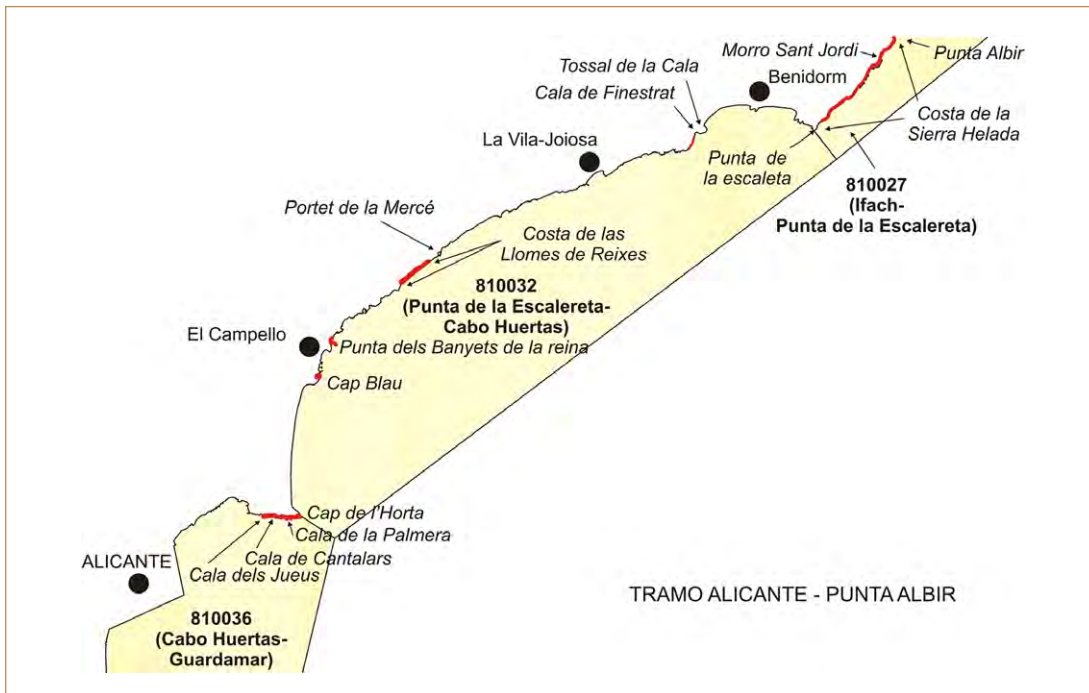 Morro Sant Jordi
Punta Albir
Tossal de la Cala
Benidorm
Cala de Finestrat
Costa de la
Sierra Helada
La Vila-Joiosa
Punta de
la escaleta
810027
(Ifach-
Punta de la Escalereta)
Portet de la Mercé
Costa de las
Llomes de Reixes
810032
(Punta de la Escalereta-
Cabo Huertas)
El Campello
Punta dels Banyets de la reina
Cap Blau
Cap de l'Horta
Cala de la Palmera
Cala de Cantalars
Cala dels Jueus
ALICANTE
TRAMO ALICANTE - PUNTA ALBIR
810036
(Cabo Huertas-
Guardamar)